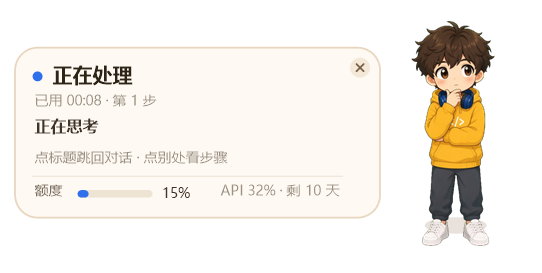 正在处理
已用 00:08 · 第 1 步
正在思考
点标题跳回对话 · 点别处看步骤
额度 15% API 32% · 剩 10 天